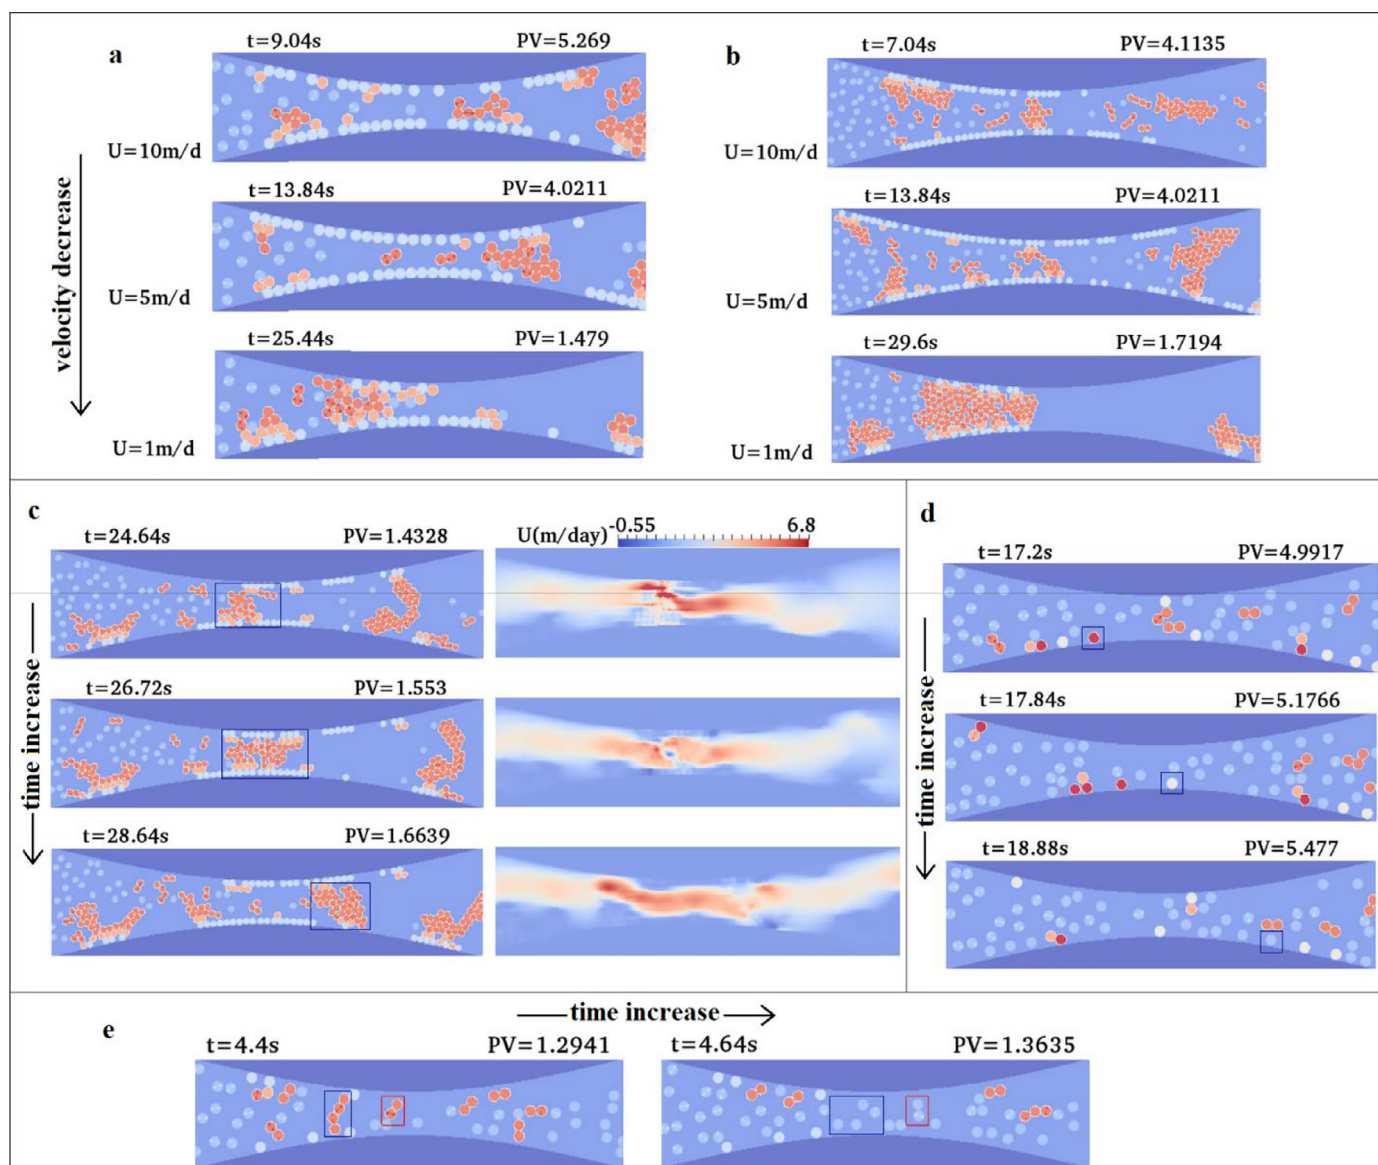 a
t=9.04s PV=5.269
U=10m/d
t=13.84s PV=4.0211
U=5m/d
t=25.44s PV=1.479
U=1m/d
velocity decrease
b
t=7.04s PV=4.1135
U=10m/d
t=13.84s PV=4.0211
U=5m/d
t=29.6s PV=1.7194
U=1m/d
c
t=24.64s PV=1.4328
U(m/day) -0.55 6.8
t=26.72s PV=1.553
t=28.64s PV=1.6639
time increase
d
t=17.2s PV=4.9917
t=17.84s PV=5.1766
t=18.88s PV=5.477
time increase
e
time increase
t=4.4s PV=1.2941
t=4.64s PV=1.3635